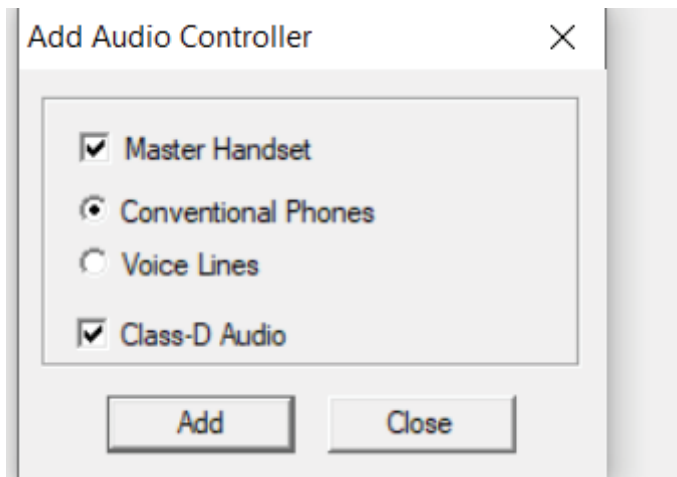 Add Audio Controller
Master Handset
Conventional Phones
Voice Lines
Class-D Audio
Add Close